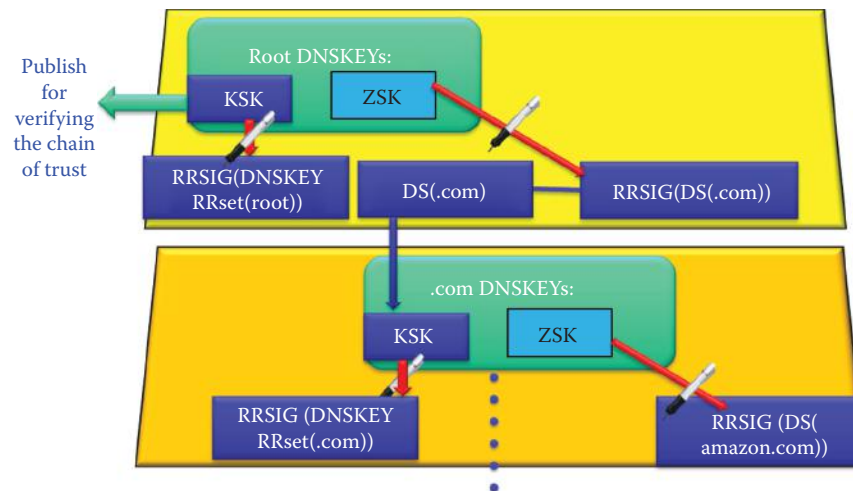 Root DNSKEYs:
Publish
for
verifying
the chain
of trust
KSK
ZSK
RRSIG(DNSKEY
RRset(root))
DS(.com)
RRSIG(DS(.com))
.com DNSKEYs:
KSK
ZSK
RRSIG (DNSKEY
RRset(.com))
RRSIG (DS(
amazon.com))